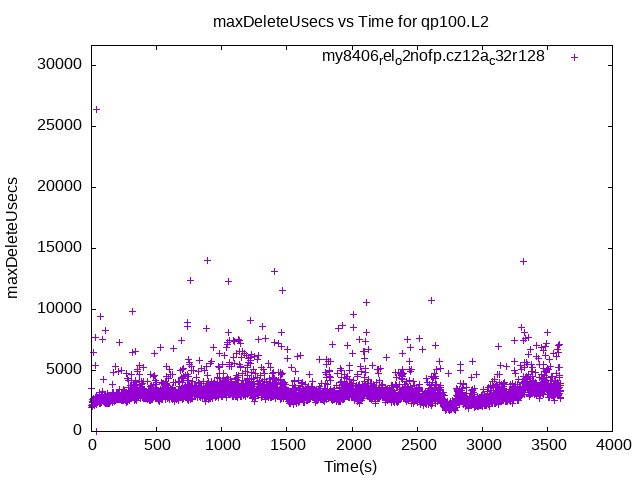 maxDeleteUsecs vs Time for qp100.L2
my8406_rel_o2nofp.cz12a_c32r128
30000
25000
20000
15000
10000
5000
0
maxDeleteUsecs
0 500 1000 1500 2000 2500 3000 3500 4000
Time(s)